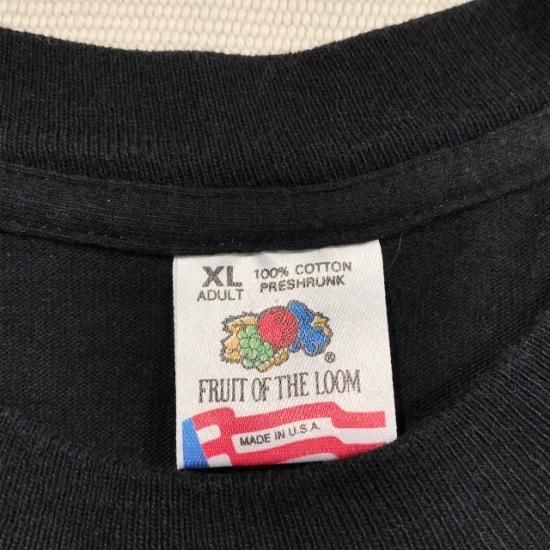 XL 100% COTTON
ADULT PRESHRUNK
®
FRUIT OF THE LOOM
MADE IN U.S.A.